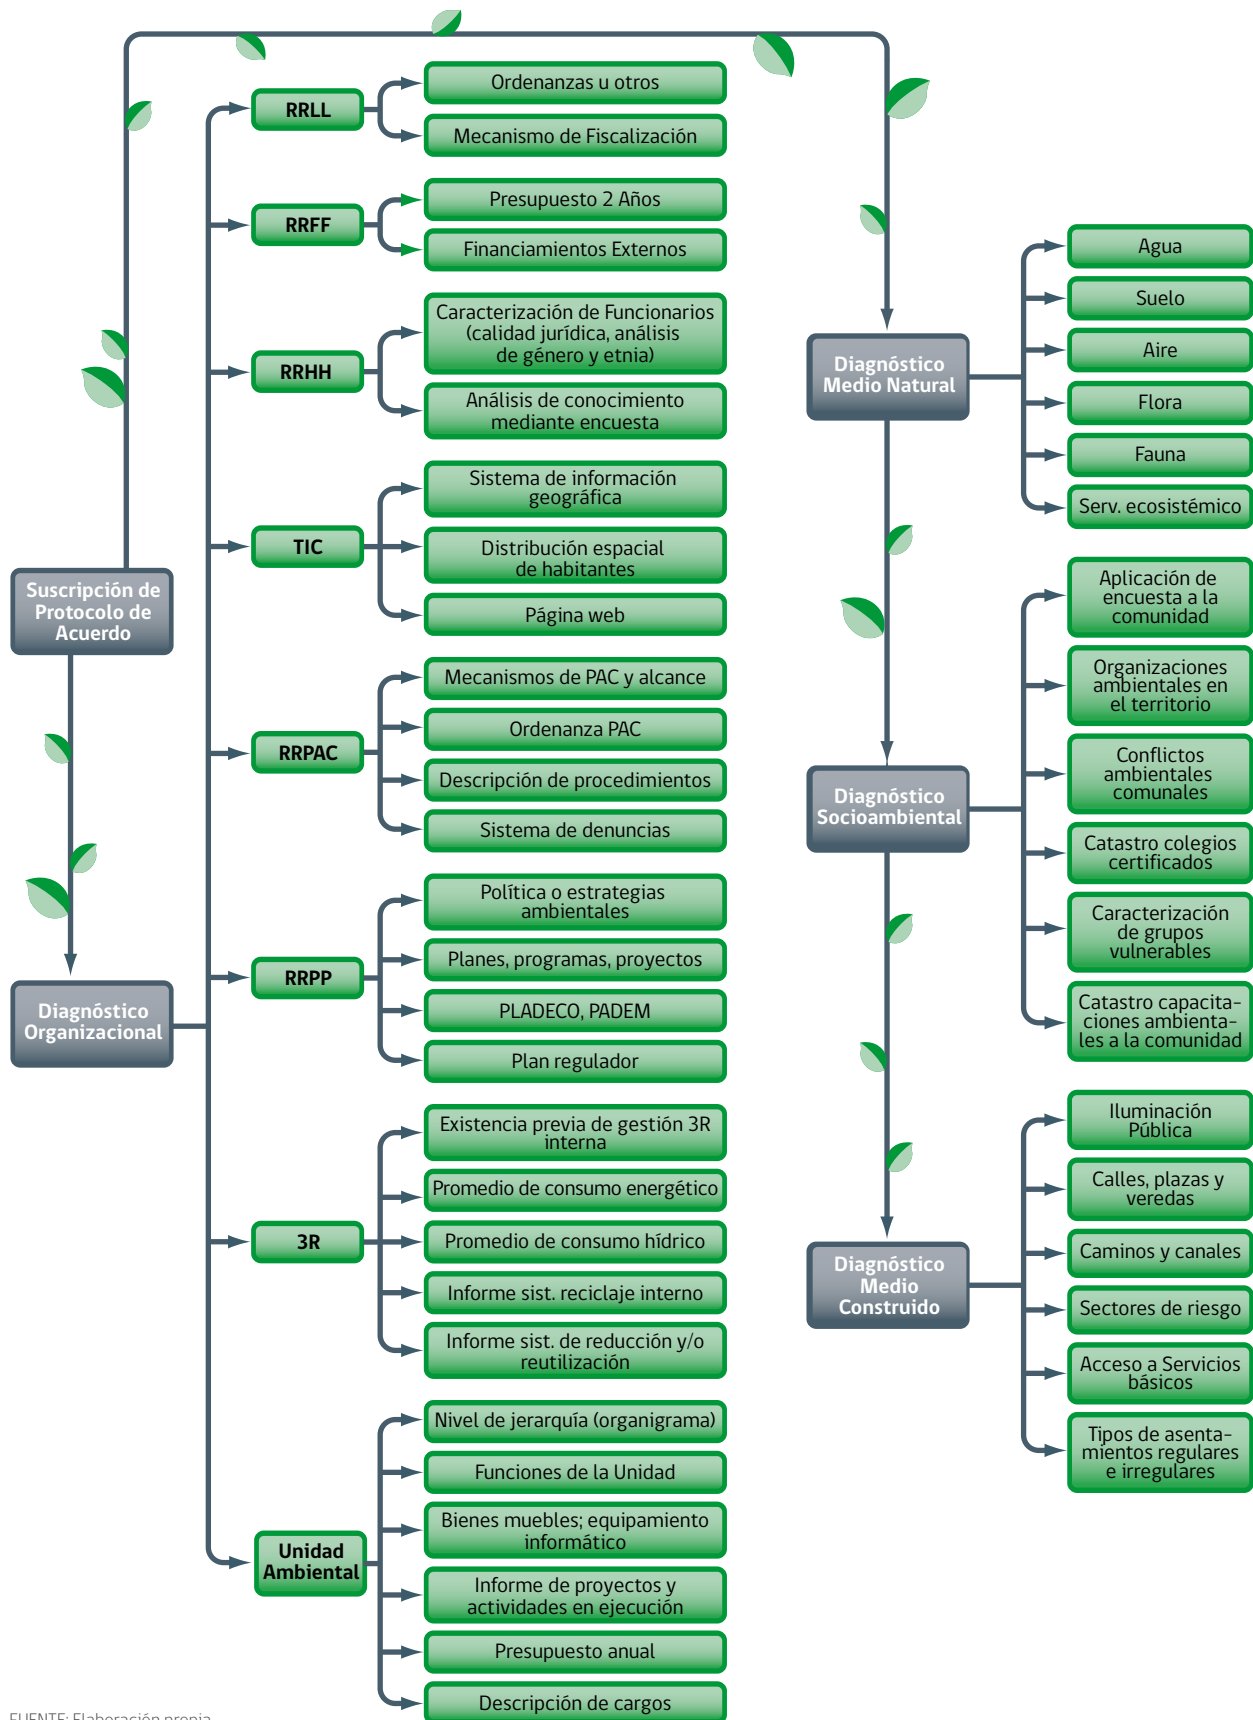 RRLL
Ordenanzas u otros
Mecanismo de Fiscalización
RRFF
Presupuesto 2 Años
Financiamientos Externos
RRHH
Caracterización de Funcionarios
(calidad jurídica, análisis
de género y etnia)
Análisis de conocimiento
mediante encuesta
TIC
Sistema de información
geográfica
Distribución espacial
de habitantes
Página web
Suscripción de
Protocolo de
Acuerdo
RRPAC
Mecanismos de PAC y alcance
Ordenanza PAC
Descripción de procedimientos
Sistema de denuncias
Diagnóstico
Organizacional
RRPP
Política o estrategias
ambientales
Planes, programas, proyectos
PLADECO, PADEM
Plan regulador
3R
Existencia previa de gestión 3R
interna
Promedio de consumo energético
Promedio de consumo hídrico
Informe sist. reciclaje interno
Informe sist. de reducción y/o
reutilización
Unidad
Ambiental
Nivel de jerarquía (organigrama)
Funciones de la Unidad
Bienes muebles; equipamiento
informático
Informe de proyectos y
actividades en ejecución
Presupuesto anual
Descripción de cargos
Diagnóstico
Medio Natural
Agua
Suelo
Aire
Flora
Fauna
Serv. ecosistémico
Diagnóstico
Socioambiental
Aplicación de
encuesta a la
comunidad
Organizaciones
ambientales en
el territorio
Conflictos
ambientales
comunales
Catastro colegios
certificados
Caracterización
de grupos
vulnerables
Catastro capacita-
ciones ambienta-
les a la comunidad
Diagnóstico
Medio
Construido
Iluminación
Pública
Calles, plazas y
veredas
Caminos y canales
Sectores de riesgo
Acceso a Servicios
básicos
Tipos de asenta-
mientos regulares
e irregulares
FUENTE: Elaboración propia